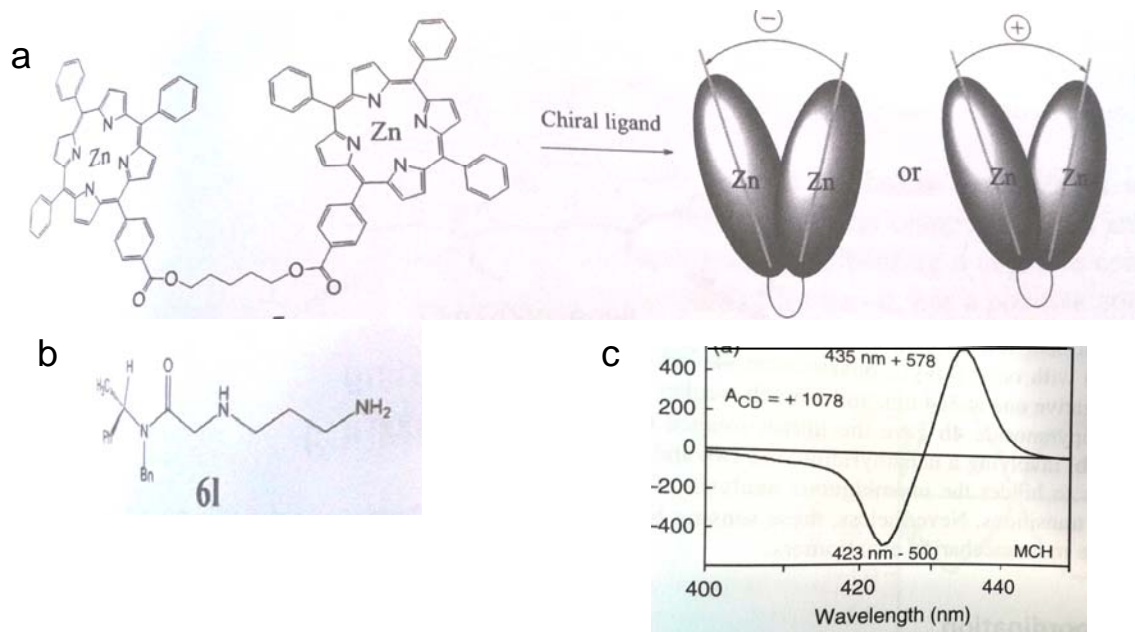 a
Zn
N
N
N
N
O
O
O
O
Zn
N
N
N
N
Chiral ligand
−
Zn
Zn
or
+
Zn
Zn
b
H
H₃C
O
H
N
NH₂
N
Ph
Bn
6l
c
435 nm + 578
A_CD = + 1078
423 nm - 500
MCH
400
200
0
-200
-400
400
420
440
Wavelength (nm)